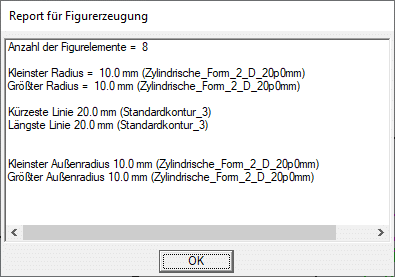 Report für Figurerzeugung
Anzahl der Figurelemente = 8
Kleinster Radius = 10.0 mm (Zylindrische_Form_2_D_20p0mm)
Größter Radius = 10.0 mm (Zylindrische_Form_2_D_20p0mm)
Kürzeste Linie 20.0 mm (Standardkontur_3)
Längste Linie 20.0 mm (Standardkontur_3)
Kleinster Außenradius 10.0 mm (Zylindrische_Form_2_D_20p0mm)
Größter Außenradius 10.0 mm (Zylindrische_Form_2_D_20p0mm)
OK